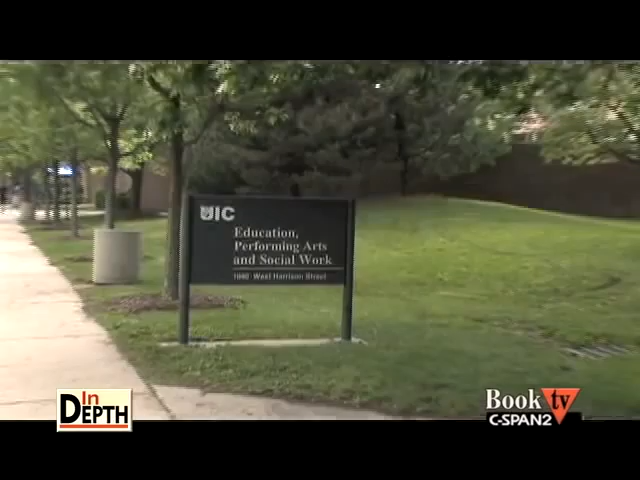 UIC
Education,
Performing Arts
and Social Work
1040 West Harrison Street
In
DEPTH
Book tv
C-SPAN2